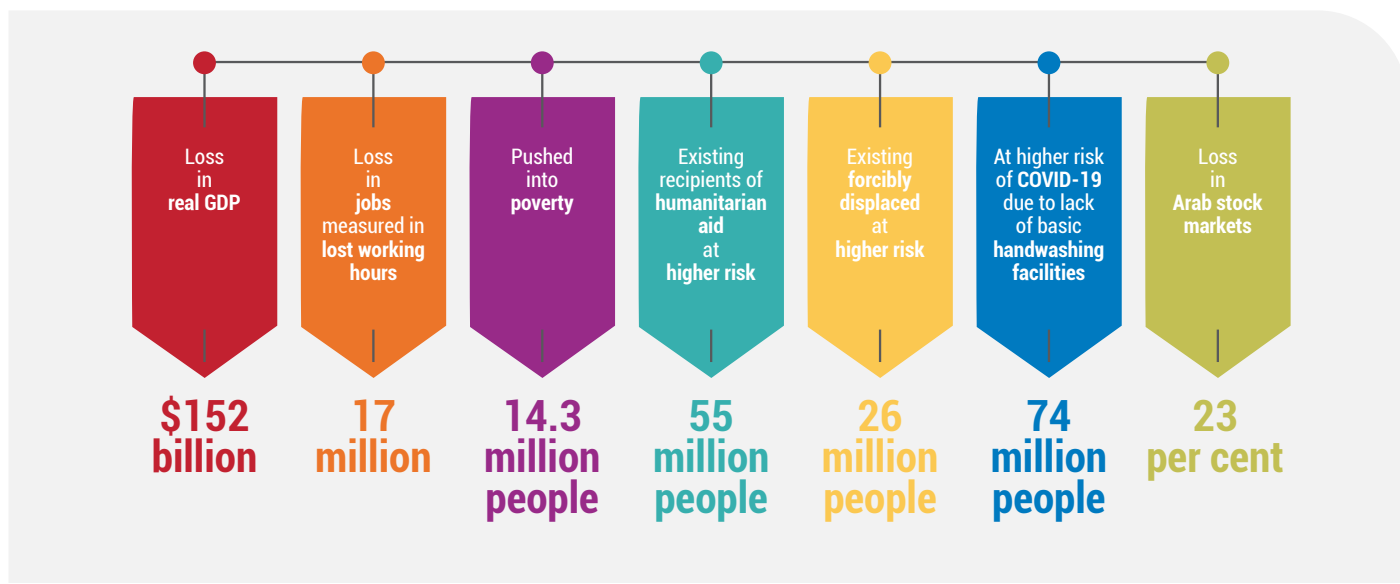 Loss
in
real GDP
$152
billion
Loss
in
jobs
measured in
lost working
hours
17
million
Pushed
into
poverty
14.3
million
people
Existing
recipients of
humanitarian
aid
at
higher risk
55
million
people
Existing
forcibly
displaced
at
higher risk
26
million
people
At higher risk
of COVID-19
due to lack
of basic
handwashing
facilities
74
million
people
Loss
in
Arab stock
markets
23
per cent